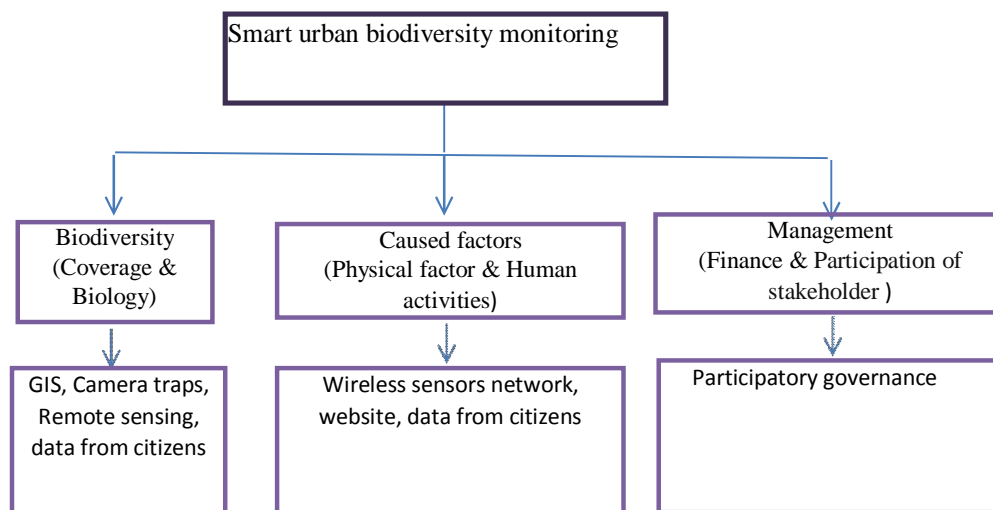 Smart urban biodiversity monitoring
Biodiversity
(Coverage &
Biology)
Caused factors
(Physical factor & Human
activities)
Management
(Finance & Participation of
stakeholder )
GIS, Camera traps,
Remote sensing,
data from citizens
Wireless sensors network,
website, data from citizens
Participatory governance